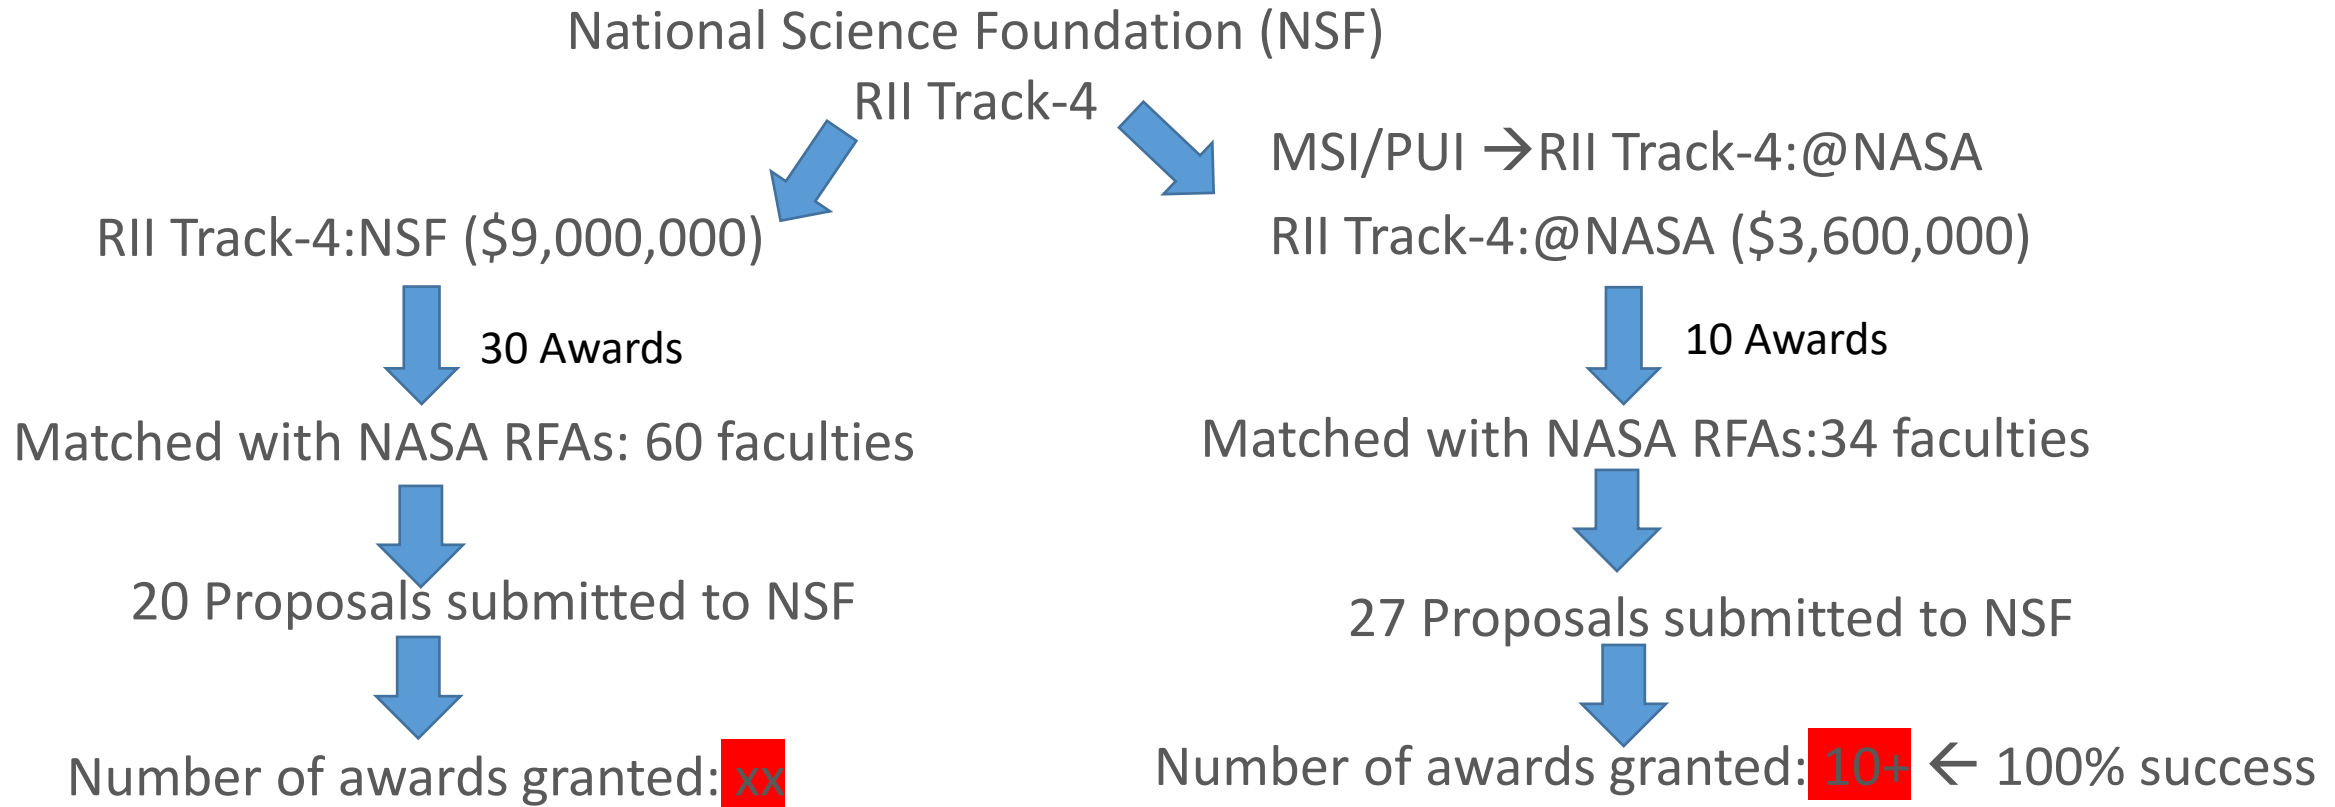 National Science Foundation (NSF)
RII Track-4
RII Track-4:NSF ($9,000,000)
30 Awards
Matched with NASA RFAs: 60 faculties
20 Proposals submitted to NSF
Number of awards granted: xx
MSI/PUI →RII Track-4:@NASA
RII Track-4:@NASA ($3,600,000)
10 Awards
Matched with NASA RFAs:34 faculties
27 Proposals submitted to NSF
Number of awards granted: 10+ ← 100% success